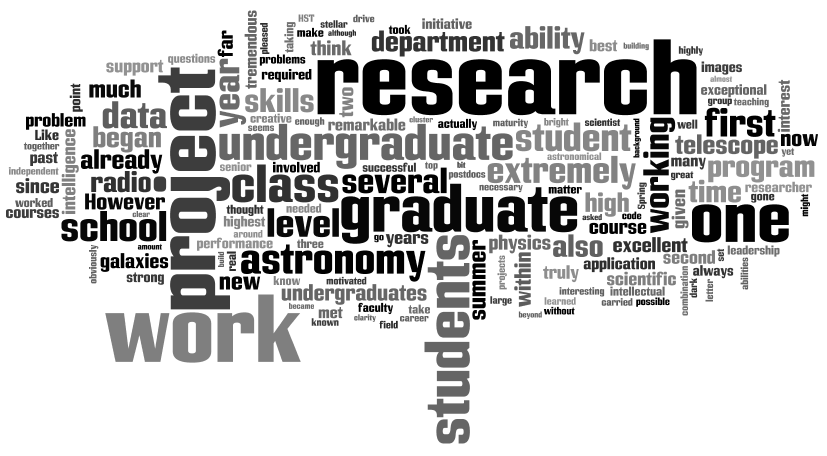 HST stellar drive
although
took initiative
tremendous pleased taking make
far
think department ability best building highly
support questions problems
required research images
almost
point much year skills two exceptional
group teaching
interest
problem data project creative enough cluster actually maturity bright scientist background well first
Like began seems remarkable
together undergraduate student working telescope now
yet
past intelligence already senior involved successful top bit astronomical many program
independent postdocs extremely great
since radio class several necessary matter Spring time researcher
worked However high gone
courses clear thought needed asked code given might
school highest level graduate course one
around
amount performance three go years physics also excellent second set leadership
obviously galaxies build real astronomy students summer within application always abilities
strong new know motivated projects truly scientific combination dark letter
undergraduates large interesting intellectual
became take learned carried possible
work met faculty career beyond without
known clarity field